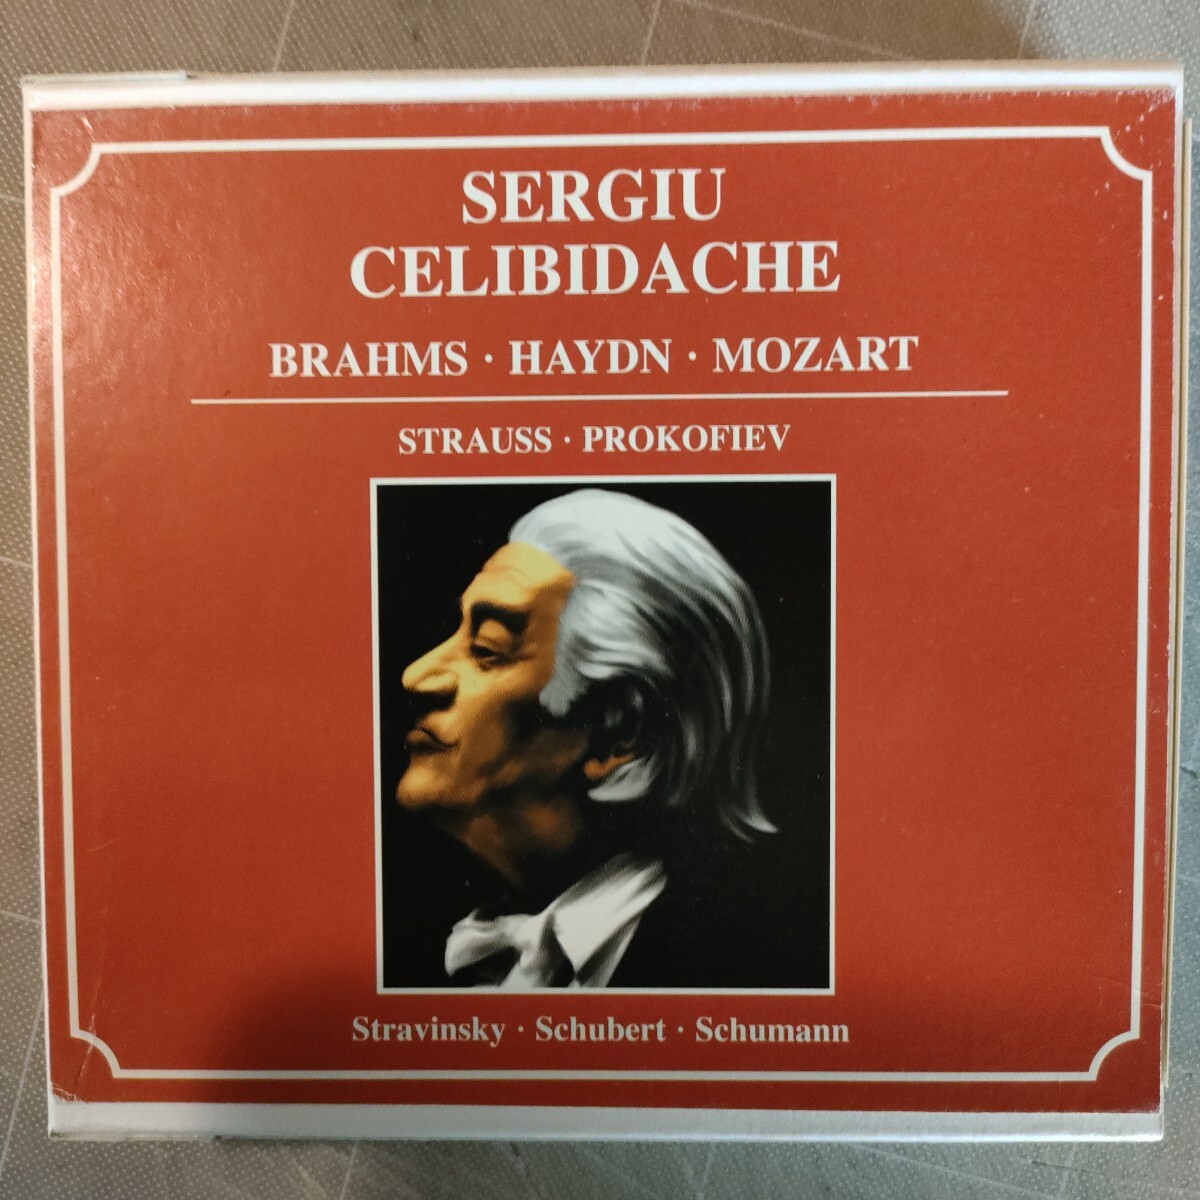 SERGIU
CELIBIDACHE
BRAHMS · HAYDN · MOZART
STRAUSS · PROKOFIEV
Stravinsky · Schubert · Schumann